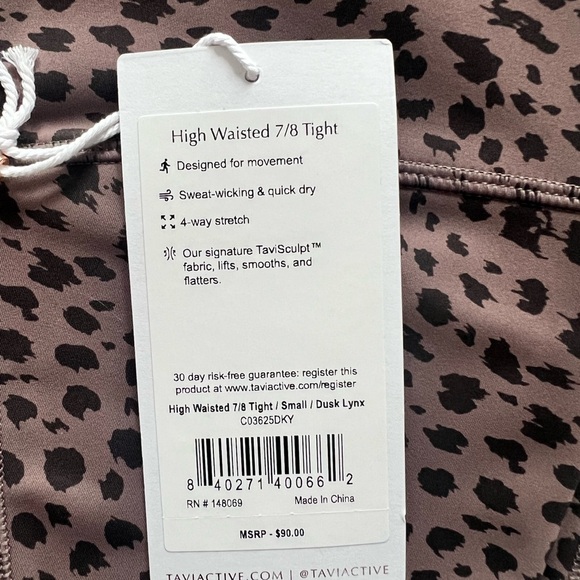 High Waisted 7/8 Tight
Designed for movement
Sweat-wicking & quick dry
4-way stretch
Our signature TaviSculpt™
fabric, lifts, smooths, and
flatters.
30 day risk-free guarantee: register this
product at www.taviactive.com/register
High Waisted 7/8 Tight / Small / Dusk Lynx
C03625DKY
8 40271 40066 2
RN # 148069 Made In China
MSRP - $90.00
TAVIACTIVE.COM | @TAVIACTIVE